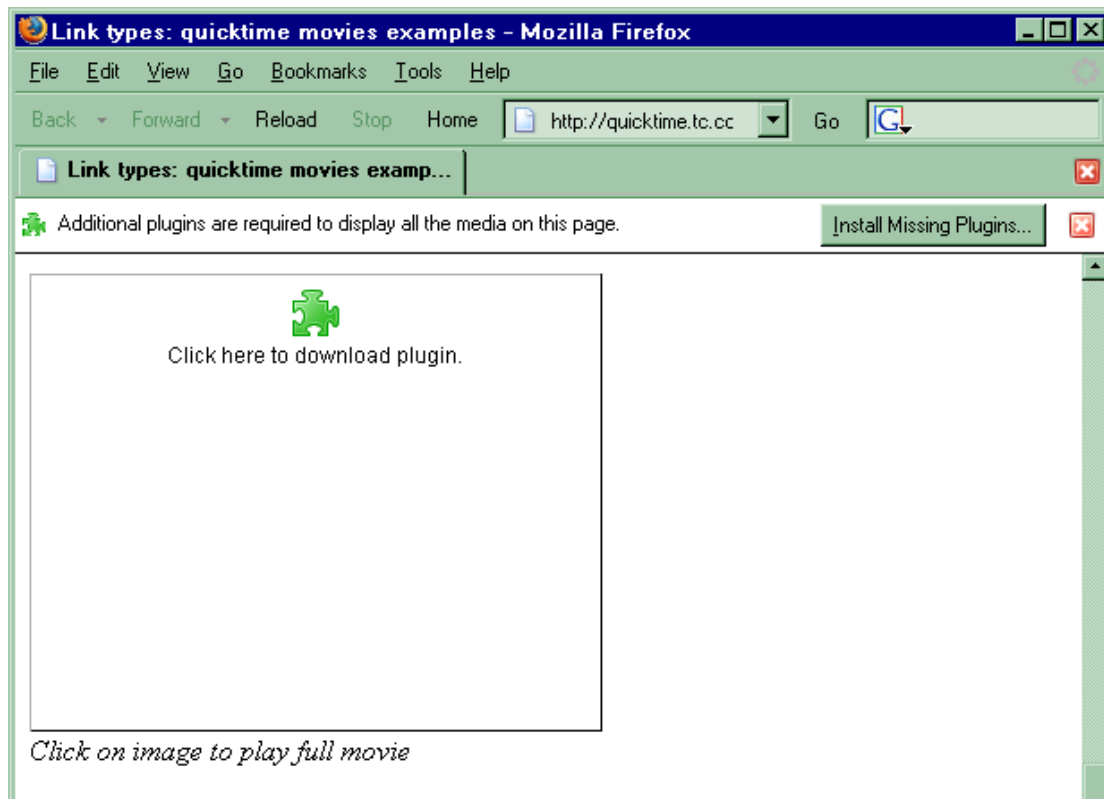 Link types: quicktime movies examples - Mozilla Firefox
File Edit View Go Bookmarks Tools Help
Back Forward Reload Stop Home http://quicktime.tc.cc Go G
Link types: quicktime movies examp...
Additional plugins are required to display all the media on this page. Install Missing Plugins...
Click here to download plugin.
Click on image to play full movie